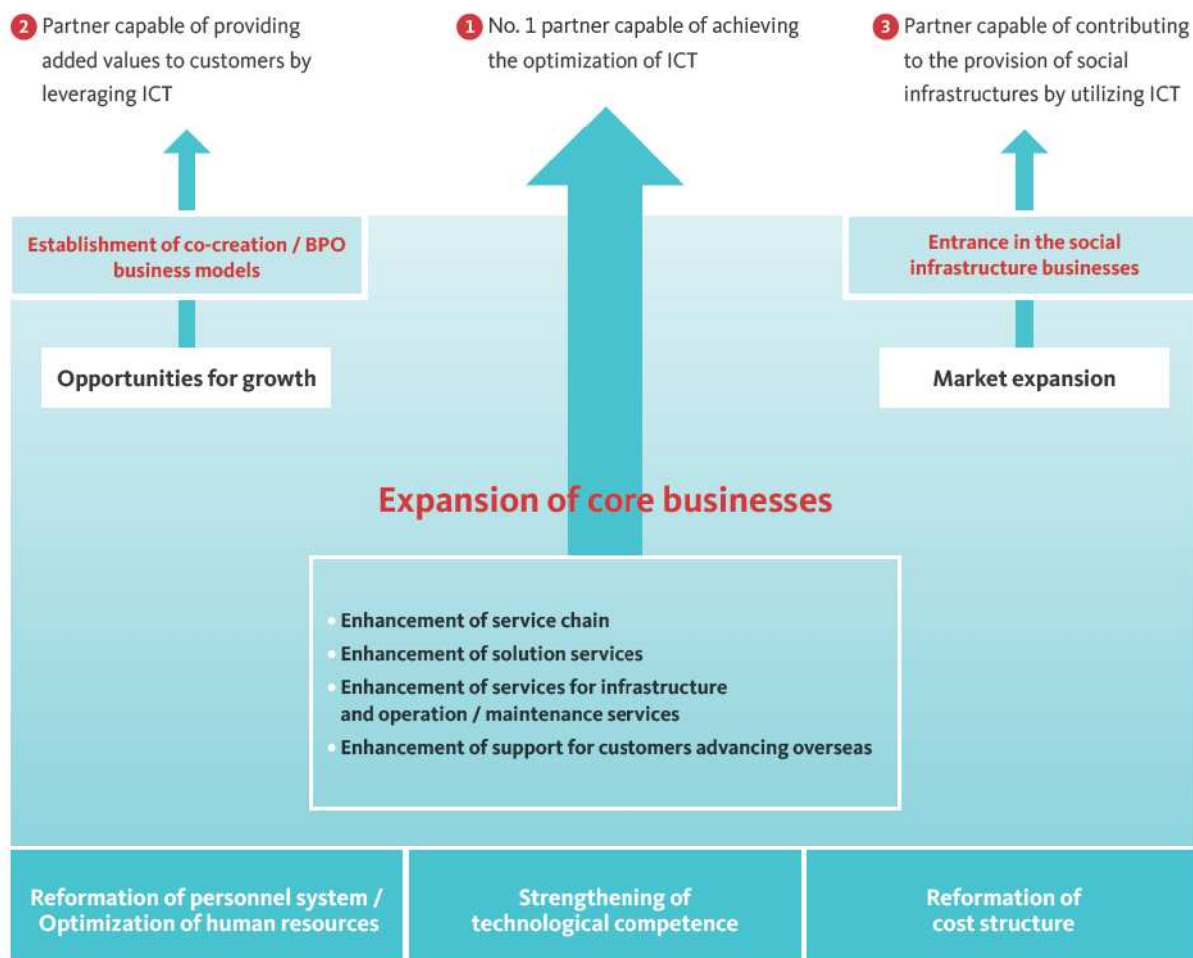 2 Partner capable of providing
added values to customers by
leveraging ICT
1 No. 1 partner capable of achieving
the optimization of ICT
3 Partner capable of contributing
to the provision of social
infrastructures by utilizing ICT
Establishment of co-creation / BPO
business models
Entrance in the social
infrastructure businesses
Opportunities for growth
Market expansion
Expansion of core businesses
• Enhancement of service chain
• Enhancement of solution services
• Enhancement of services for infrastructure
and operation / maintenance services
• Enhancement of support for customers advancing overseas
Reformation of personnel system /
Optimization of human resources
Strengthening of
technological competence
Reformation of
cost structure